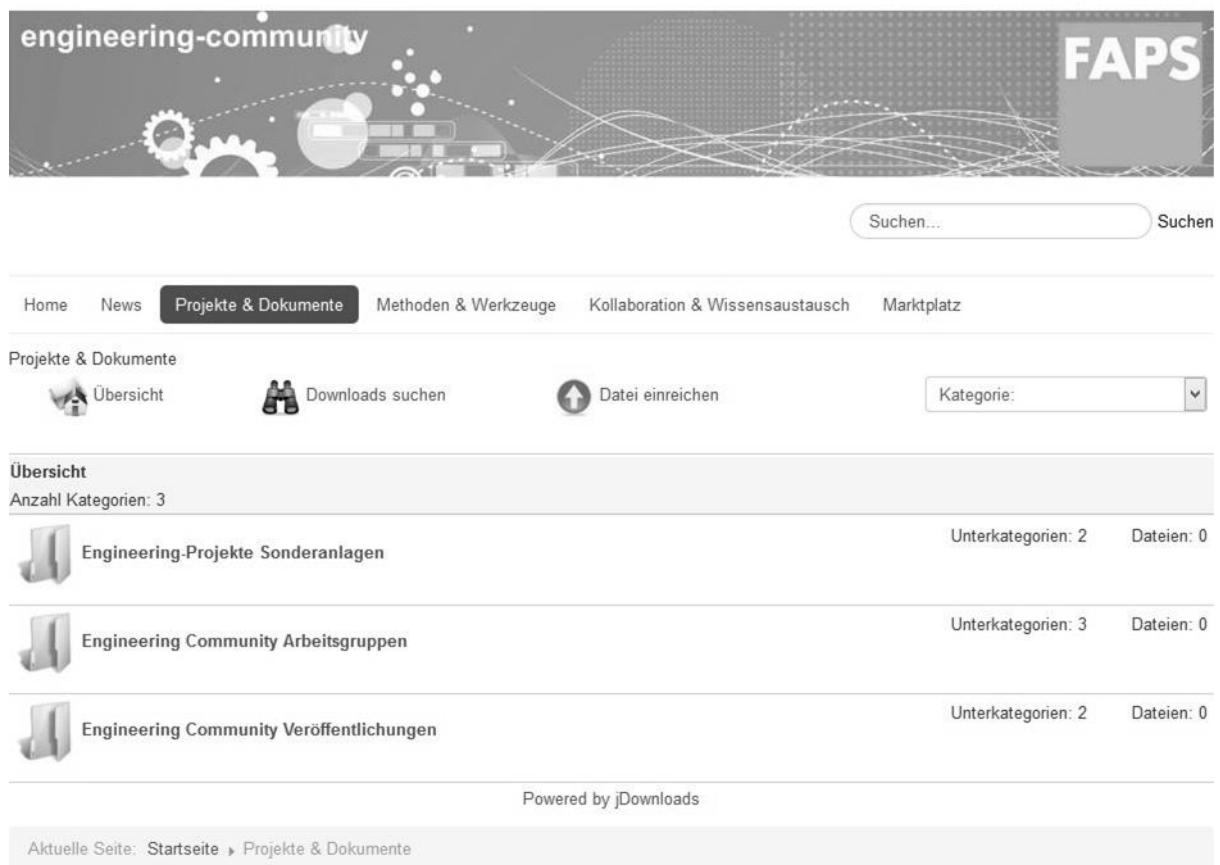 engineering-community
FAPS
Suchen... Suchen
Home News Projekte & Dokumente Methoden & Werkzeuge Kollaboration & Wissensaustausch Marktplatz
Projekte & Dokumente
Übersicht Downloads suchen Datei einreichen Kategorie:
Übersicht
Anzahl Kategorien: 3
Engineering-Projekte Sonderanlagen Unterkategorien: 2 Dateien: 0
Engineering Community Arbeitsgruppen Unterkategorien: 3 Dateien: 0
Engineering Community Veröffentlichungen Unterkategorien: 2 Dateien: 0
Powered by jDownloads
Aktuelle Seite: Startseite Projekte & Dokumente